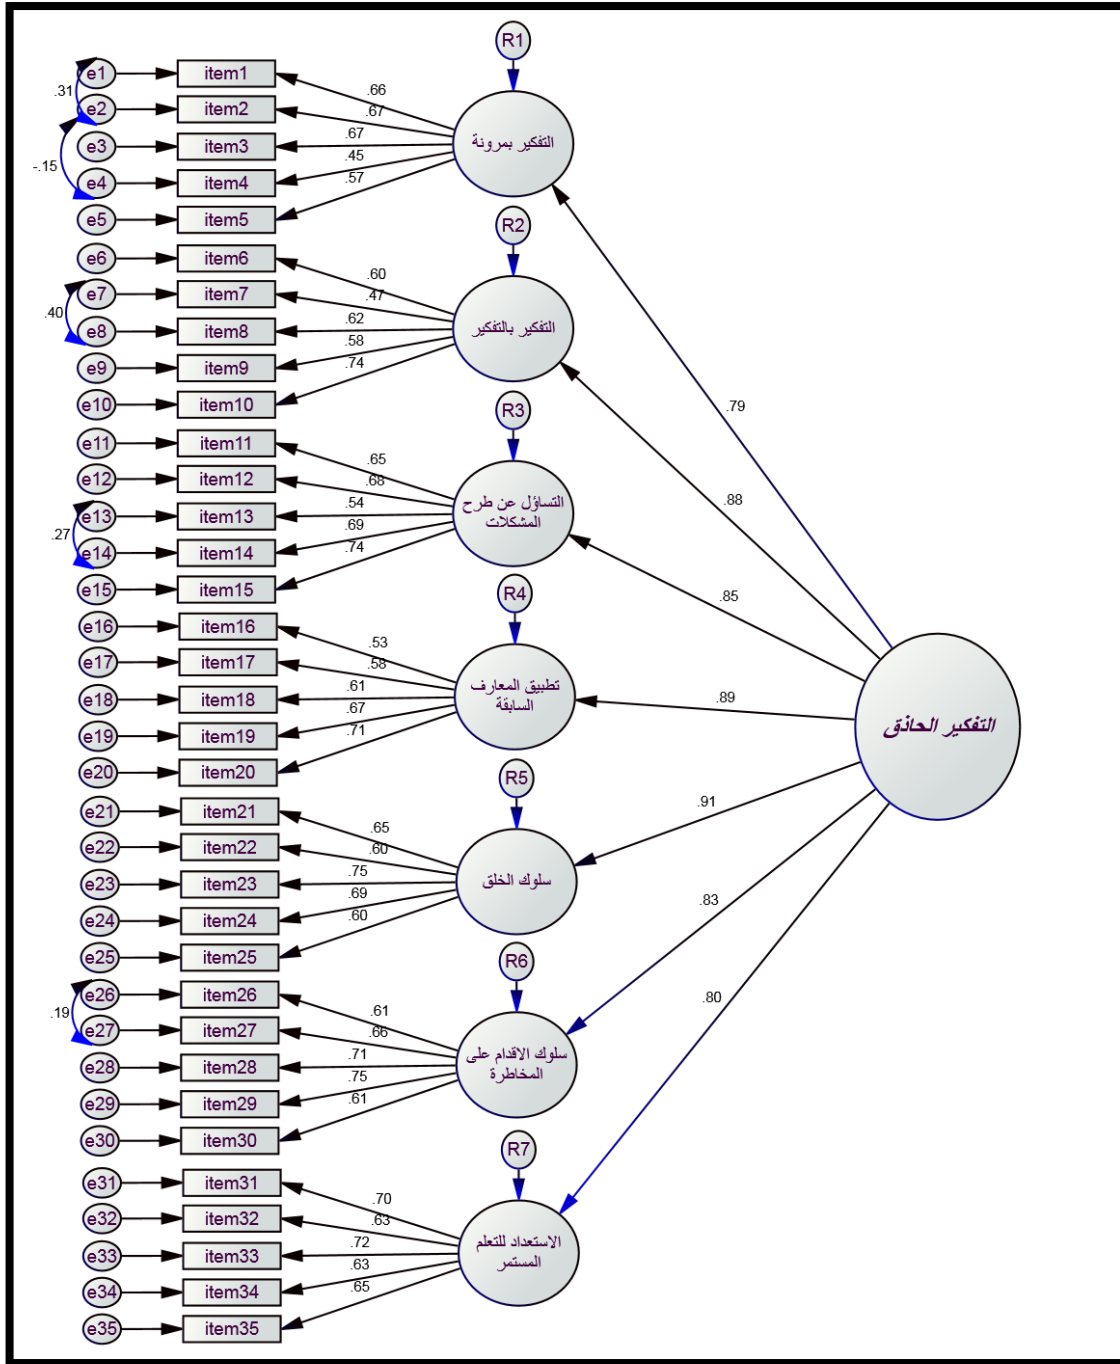 R1
e1
item1
.31
.66
e2
item2
.67
e3
item3
.67
التفكير بمرونة
-.15
.45
e4
item4
.57
e5
item5
R2
e6
item6
.60
e7
item7
.47
.40
.62
التفكير بالتفكير
e8
item8
.58
e9
item9
.74
e10
item10
.79
R3
e11
item11
.65
e12
item12
.68
.88
.54
التساؤل عن طرح
المشكلات
e13
item13
.27
.69
e14
item14
.74
e15
item15
R4
.85
e16
item16
.53
e17
item17
.58
.61
تطبيق المعارف
السابقة
e18
item18
.67
.89
e19
item19
.71
التفكير الحاذق
e20
item20
R5
e21
item21
.91
.65
e22
item22
.60
.75
سلوك الخلق
e23
item23
.69
e24
item24
.60
.83
e25
item25
R6
e26
item26
.19
.61
.80
e27
item27
.66
.71
سلوك الاقدام على
المخاطرة
e28
item28
.75
e29
item29
.61
e30
item30
R7
e31
item31
.70
e32
item32
.63
.72
الاستعداد للتعلم
المستمر
e33
item33
.63
e34
item34
.65
e35
item35